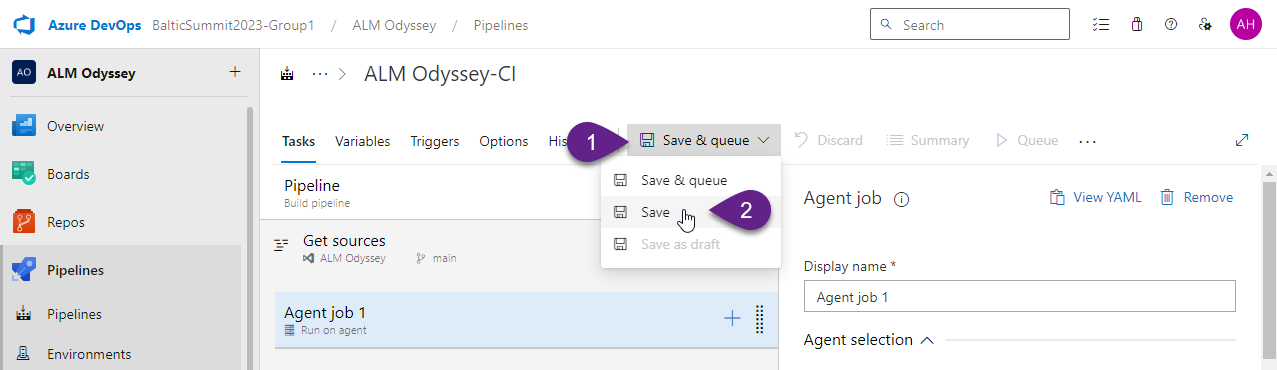 Azure DevOps BalticSummit2023-Group1 / ALM Odyssey / Pipelines Search AH
AO ALM Odyssey +
ALM Odyssey-CI
Overview
Boards
Repos
Pipelines
Pipelines
Environments
Tasks Variables Triggers Options His 1 Save & queue Discard Summary Queue ...
Save & queue
Save 2
Save as draft
Pipeline
Build pipeline
Get sources
ALM Odyssey main
Agent job 1
Run on agent
Agent job View YAML Remove
Display name *
Agent job 1
Agent selection